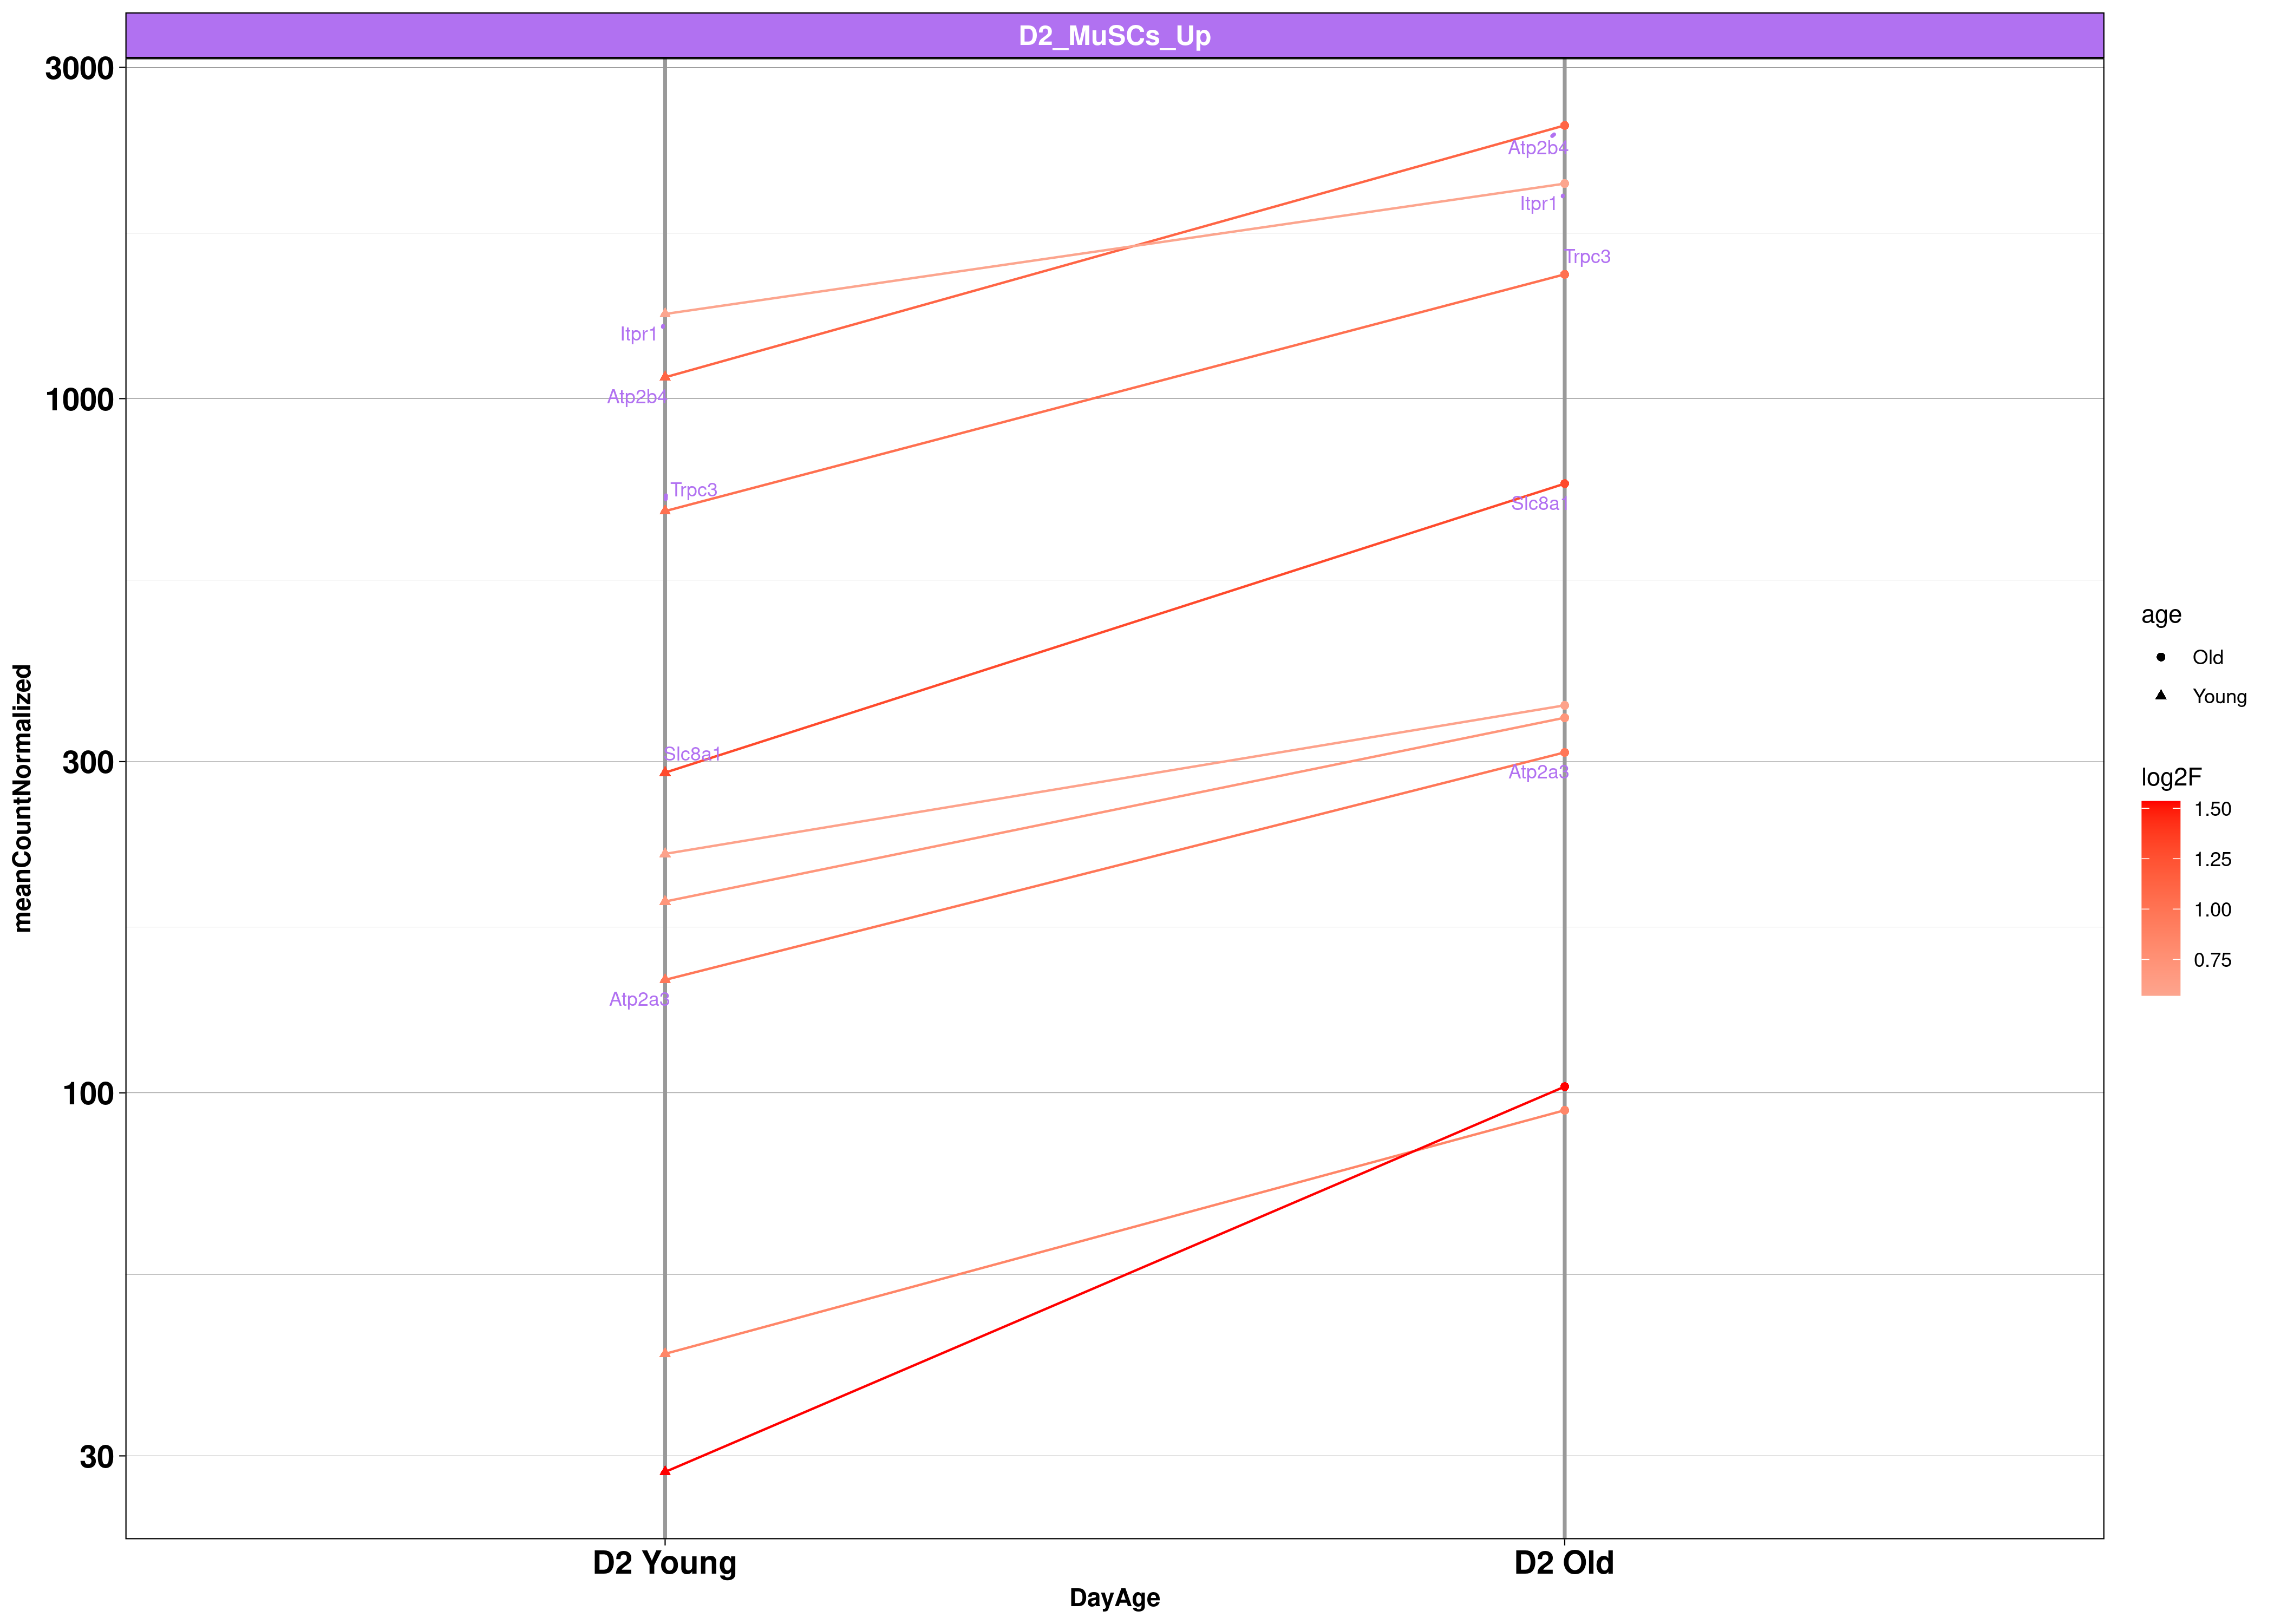 D2_MuSCs_Up
3000
1000
300
100
30
meanCountNormalized
Atp2b4
Itpr1
Trpc3
Itpr1
Atp2b4
Trpc3
Slc8a1
Slc8a1
Atp2a3
Atp2a3
D2 Young
D2 Old
DayAge
age
Old
Young
log2F
1.50
1.25
1.00
0.75